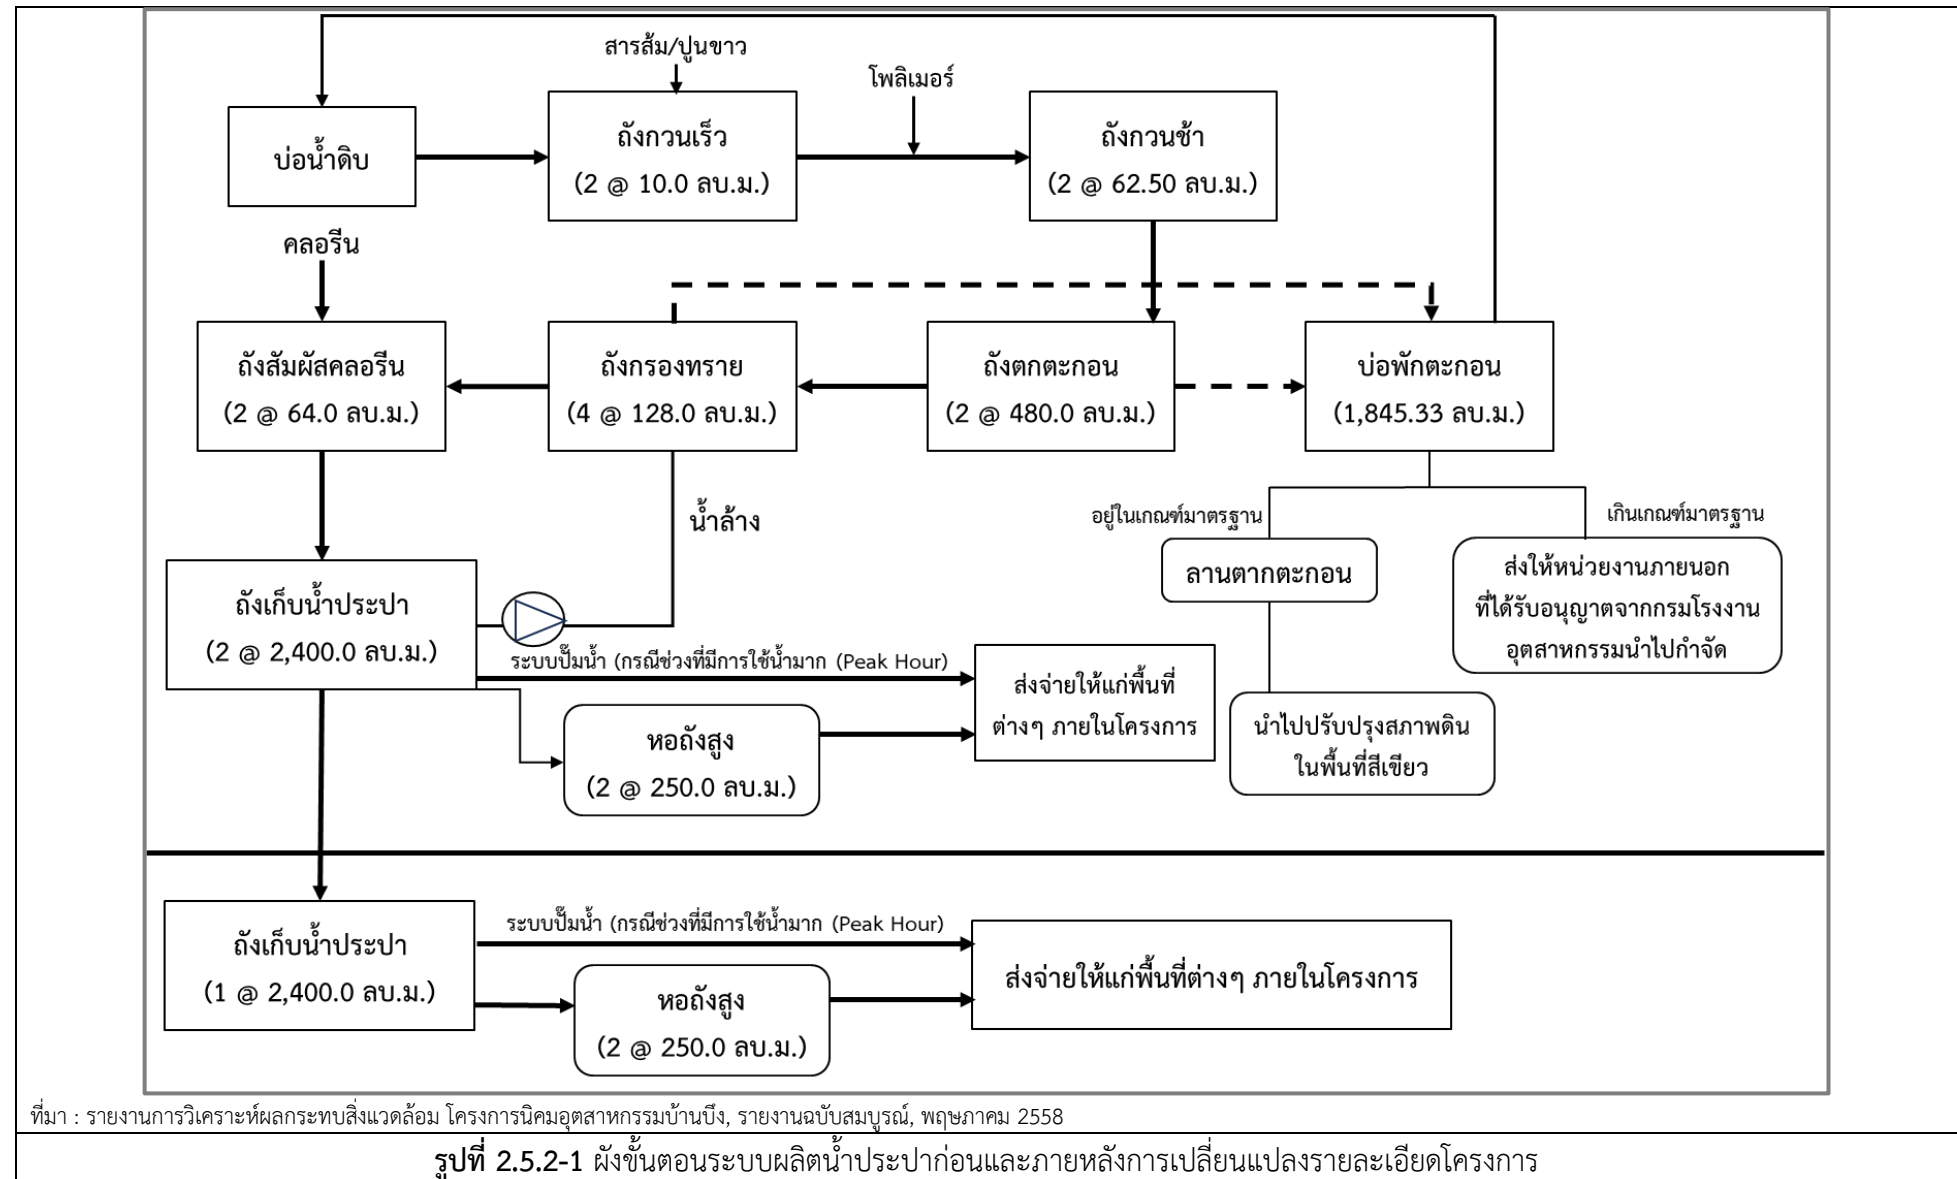 สารส้ม/ปูนขาว
โพลิเมอร์
บ่อน้ำดิบ
ถังกวนเร็ว
(2 @ 10.0 ลบ.ม.)
ถังกวนช้า
(2 @ 62.50 ลบ.ม.)
คลอรีน
ถังสัมผัสคลอรีน
(2 @ 64.0 ลบ.ม.)
ถังกรองทราย
(4 @ 128.0 ลบ.ม.)
ถังตกตะกอน
(2 @ 480.0 ลบ.ม.)
บ่อพักตะกอน
(1,845.33 ลบ.ม.)
น้ำล้าง
อยู่ในเกณฑ์มาตรฐาน
เกินเกณฑ์มาตรฐาน
ลานตากตะกอน
ส่งให้หน่วยงานภายนอก
ที่ได้รับอนุญาตจากกรมโรงงาน
อุตสาหกรรมนำไปกำจัด
ถังเก็บน้ำประปา
(2 @ 2,400.0 ลบ.ม.)
ระบบปั๊มน้ำ (กรณีช่วงที่มีการใช้น้ำมาก (Peak Hour)
ส่งจ่ายให้แก่พื้นที่
ต่างๆ ภายในโครงการ
หอถังสูง
(2 @ 250.0 ลบ.ม.)
นำไปปรับปรุงสภาพดิน
ในพื้นที่สีเขียว
ถังเก็บน้ำประปา
(1 @ 2,400.0 ลบ.ม.)
ระบบปั๊มน้ำ (กรณีช่วงที่มีการใช้น้ำมาก (Peak Hour)
หอถังสูง
(2 @ 250.0 ลบ.ม.)
ส่งจ่ายให้แก่พื้นที่ต่างๆ ภายในโครงการ
ที่มา : รายงานการวิเคราะห์ผลกระทบสิ่งแวดล้อม โครงการนิคมอุตสาหกรรมบ้านบึง, รายงานฉบับสมบูรณ์, พฤษภาคม 2558
รูปที่ 2.5.2-1 ผังขั้นตอนระบบผลิตน้ำประปาก่อนและภายหลังการเปลี่ยนแปลงรายละเอียดโครงการ